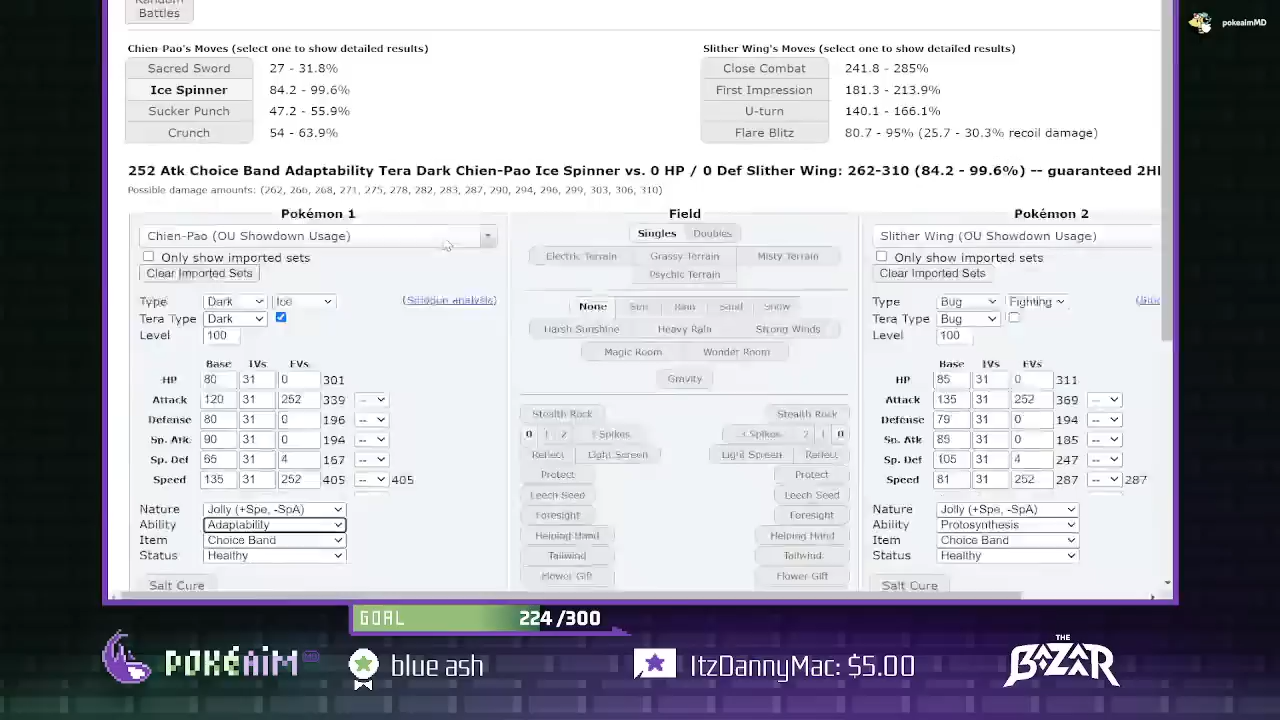 Random
Battles
pokeaimMD
Chien-Pao's Moves (select one to show detailed results)
Sacred Sword 27 - 31.8%
Ice Spinner 84.2 - 99.6%
Sucker Punch 47.2 - 55.9%
Crunch 54 - 63.9%
Slither Wing's Moves (select one to show detailed results)
Close Combat 241.8 - 285%
First Impression 181.3 - 213.9%
U-turn 140.1 - 166.1%
Flare Blitz 80.7 - 95% (25.7 - 30.3% recoil damage)
252 Atk Choice Band Adaptability Tera Dark Chien-Pao Ice Spinner vs. 0 HP / 0 Def Slither Wing: 262-310 (84.2 - 99.6%) -- guaranteed 2H
Possible damage amounts: (262, 266, 268, 271, 275, 278, 282, 283, 287, 290, 294, 296, 299, 303, 306, 310)
Pokémon 1
Chien-Pao (OU Showdown Usage)
Only show imported sets
Clear Imported Sets
Type Dark Ice (Smogon analysis)
Tera Type Dark
Level 100
Base IVs EVs
HP 80 31 0 301
Attack 120 31 252 339 --
Defense 80 31 0 196 --
Sp. Atk 90 31 0 194 --
Sp. Def 65 31 4 167 --
Speed 135 31 252 405 -- 405
Nature Jolly (+Spe, -SpA)
Ability Adaptability
Item Choice Band
Status Healthy
Salt Cure
Field
Singles Doubles
Electric Terrain Grassy Terrain Misty Terrain
Psychic Terrain
None Sun Rain Sand Snow
Harsh Sunshine Heavy Rain Strong Winds
Magic Room Wonder Room
Gravity
Stealth Rock Stealth Rock
0 1 2 3 Spikes 3 Spikes 2 1 0
Reflect Light Screen Light Screen Reflect
Protect Protect
Leech Seed Leech Seed
Foresight Foresight
Helping Hand Helping Hand
Tailwind Tailwind
Flower Gift Flower Gift
Pokémon 2
Slither Wing (OU Showdown Usage)
Only show imported sets
Clear Imported Sets
Type Bug Fighting
Tera Type Bug
Level 100
Base IVs EVs
HP 85 31 0 311
Attack 135 31 252 369 --
Defense 79 31 0 194 --
Sp. Atk 85 31 0 185 --
Sp. Def 105 31 4 247 --
Speed 81 31 252 287 -- 287
Nature Jolly (+Spe, -SpA)
Ability Protosynthesis
Item Choice Band
Status Healthy
Salt Cure
GOAL 224 /300
POKÉAIM MD
blue ash
ItzDannyMac: $5.00
THE
BAZAAR